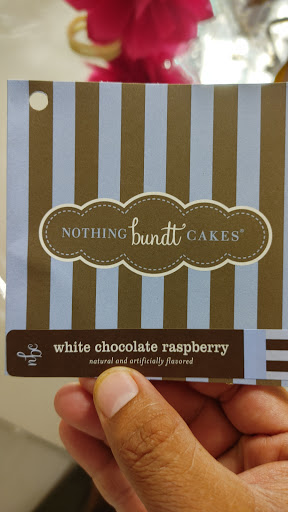 NOTHING bundt CAKES®
white chocolate raspberry
natural and artificially flavored